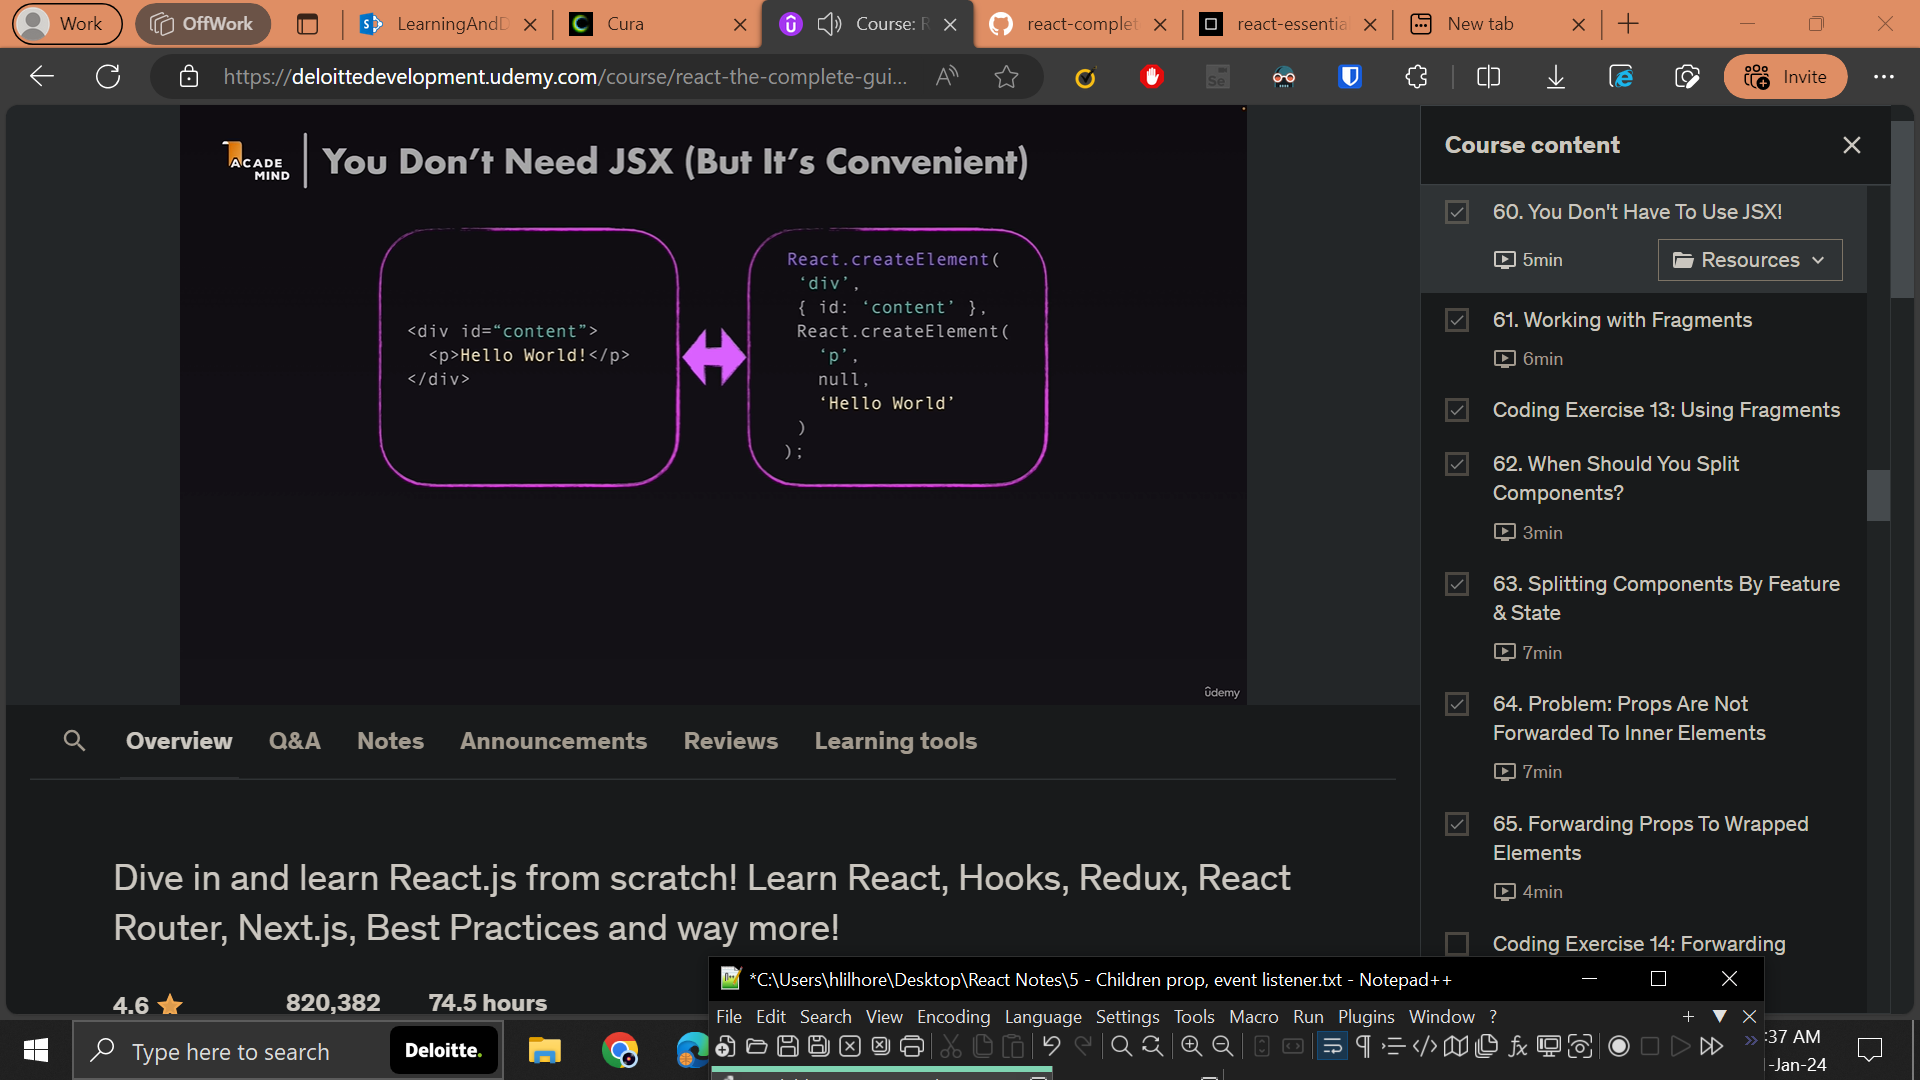 Work
OffWork
LearningAndD
Cura
Course: R
react-complet
react-essentia
New tab
https://deloittedevelopment.udemy.com/course/react-the-complete-gui...
Invite
ACADE
MIND
You Don't Need JSX (But It's Convenient)
<div id="content">
<p>Hello World!</p>
</div>
React.createElement(
'div',
{ id: 'content' },
React.createElement(
'p',
null,
'Hello World'
)
);
ûdemy
Course content
60. You Don't Have To Use JSX!
5min
Resources
61. Working with Fragments
6min
Coding Exercise 13: Using Fragments
62. When Should You Split
Components?
3min
63. Splitting Components By Feature
& State
7min
64. Problem: Props Are Not
Forwarded To Inner Elements
7min
65. Forwarding Props To Wrapped
Elements
4min
Coding Exercise 14: Forwarding
Overview
Q&A
Notes
Announcements
Reviews
Learning tools
Dive in and learn React.js from scratch! Learn React, Hooks, Redux, React
Router, Next.js, Best Practices and way more!
4.6
820,382
74.5 hours
*C:\Users\hlilhore\Desktop\React Notes\5 - Children prop, event listener.txt - Notepad++
File Edit Search View Encoding Language Settings Tools Macro Run Plugins Window ?
Type here to search
Deloitte.
:37 AM
-Jan-24